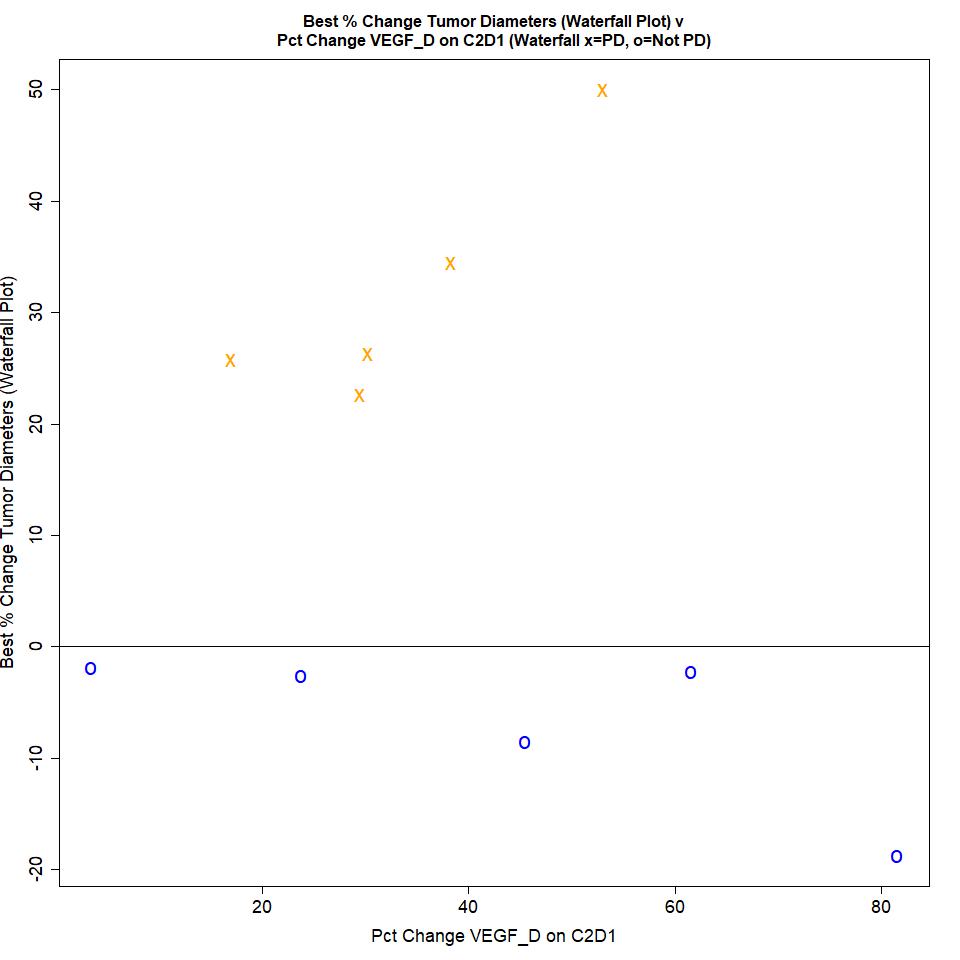 Best % Change Tumor Diameters (Waterfall Plot) v
Pct Change VEGF_D on C2D1 (Waterfall x=PD, o=Not PD)
Best % Change Tumor Diameters (Waterfall Plot)
50
40
30
20
10
0
-10
-20
X
X
X
X
X
O
O
O
O
O
20
40
60
80
Pct Change VEGF_D on C2D1